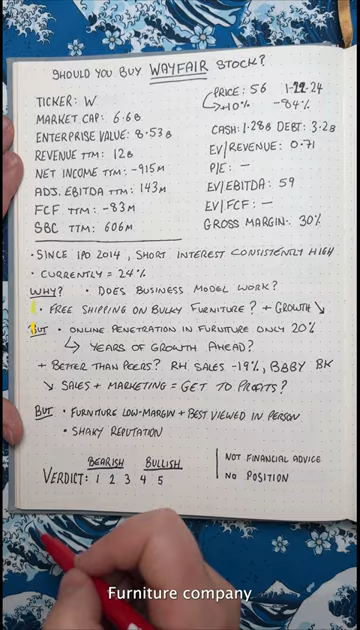 SHOULD YOU BUY WAYFAIR STOCK?
TICKER: W
MARKET CAP: 6.6B
ENTERPRISE VALUE: 8.53B
REVENUE TTM: 12B
NET INCOME TTM: -915M
ADJ. EBITDA TTM: 143M
FCF TTM: -83M
SBC TTM: 606M
PRICE: 56 1-22-24
↳+10% -84%
CASH: 1.28B DEBT: 3.2B
EV/REVENUE: 0.71
P/E: —
EV/EBITDA: 59
EV/FCF: —
GROSS MARGIN: 30%
• SINCE IPO 2014, SHORT INTEREST CONSISTENTLY HIGH
• CURRENTLY = 24%
WHY? • DOES BUSINESS MODEL WORK?
• FREE SHIPPING ON BULKY FURNITURE? + GROWTH ↘
BUT • ONLINE PENETRATION IN FURNITURE ONLY 20%
↳ YEARS OF GROWTH AHEAD?
+ BETTER THAN PEERS? RH SALES -19%, BBBY BK
↘ SALES + MARKETING = GET TO PROFITS?
BUT • FURNITURE LOW-MARGIN + BEST VIEWED IN PERSON
• SHAKY REPUTATION
BEARISH BULLISH
VERDICT: 1 2 3 4 5
NOT FINANCIAL ADVICE
NO POSITION
Furniture company